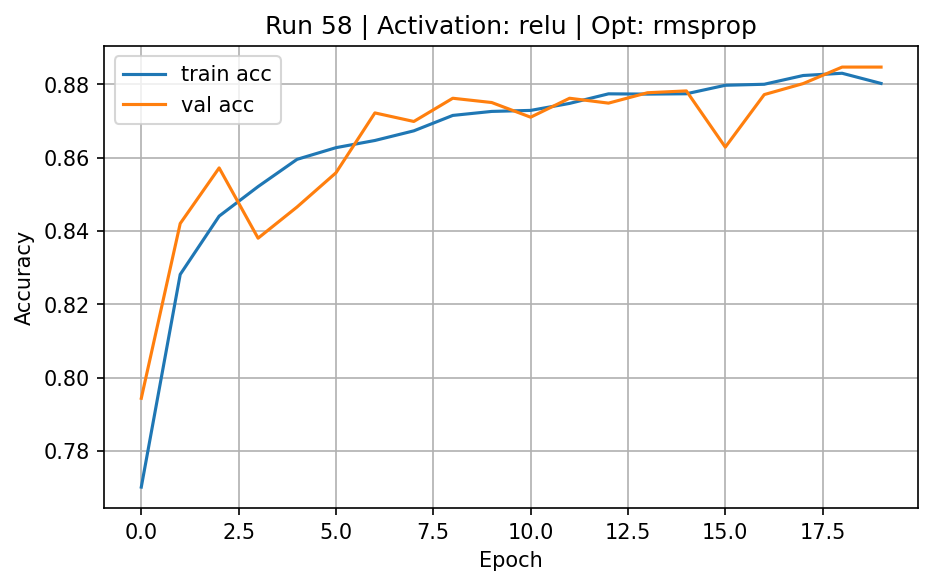 Run 58 | Activation: relu | Opt: rmsprop
train acc
val acc
0.88
0.86
0.84
0.82
0.80
0.78
Accuracy
0.0 2.5 5.0 7.5 10.0 12.5 15.0 17.5
Epoch